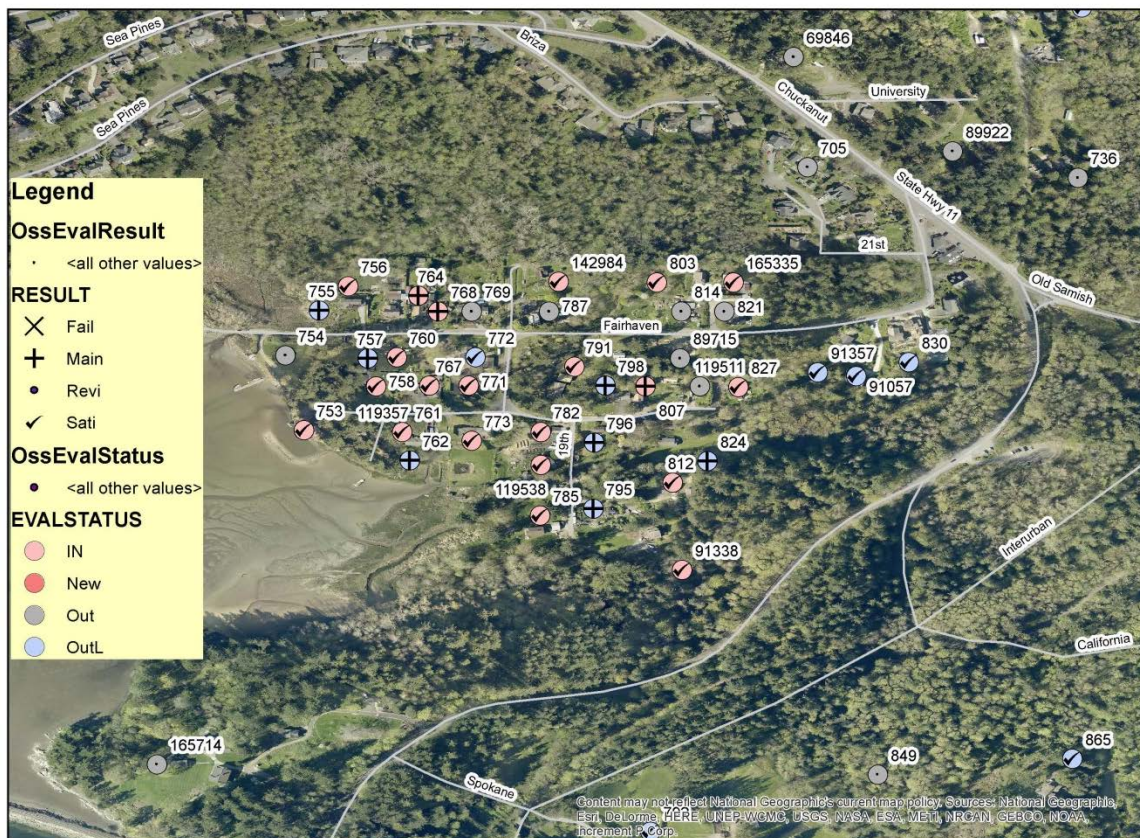 Sea Pines
Briza
69846
University
Chuckanut
Sea Pines
89922
705
736
State Hwy 11
Legend
OssEvalResult
<all other values>
RESULT
Fail
Main
Revi
Sati
OssEvalStatus
<all other values>
EVALSTATUS
IN
New
Out
OutL
21st
Old Samish
756
764
142984
803
165335
755
768
769
787
814
821
Fairhaven
754
757
760
772
791
89715
91357
830
758
767
771
798
119511
827
91057
753
119357
761
773
782
796
807
762
19th
824
812
119538
785
795
91338
Interurban
California
165714
849
865
Spokane
Content may not reflect National Geographic's current map policy. Sources: National Geographic,
Esri, DeLorme, HERE, UNEP-WCMC, USGS, NASA, ESA, METI, NRCAN, GEBCO, NOAA,
increment P Corp.